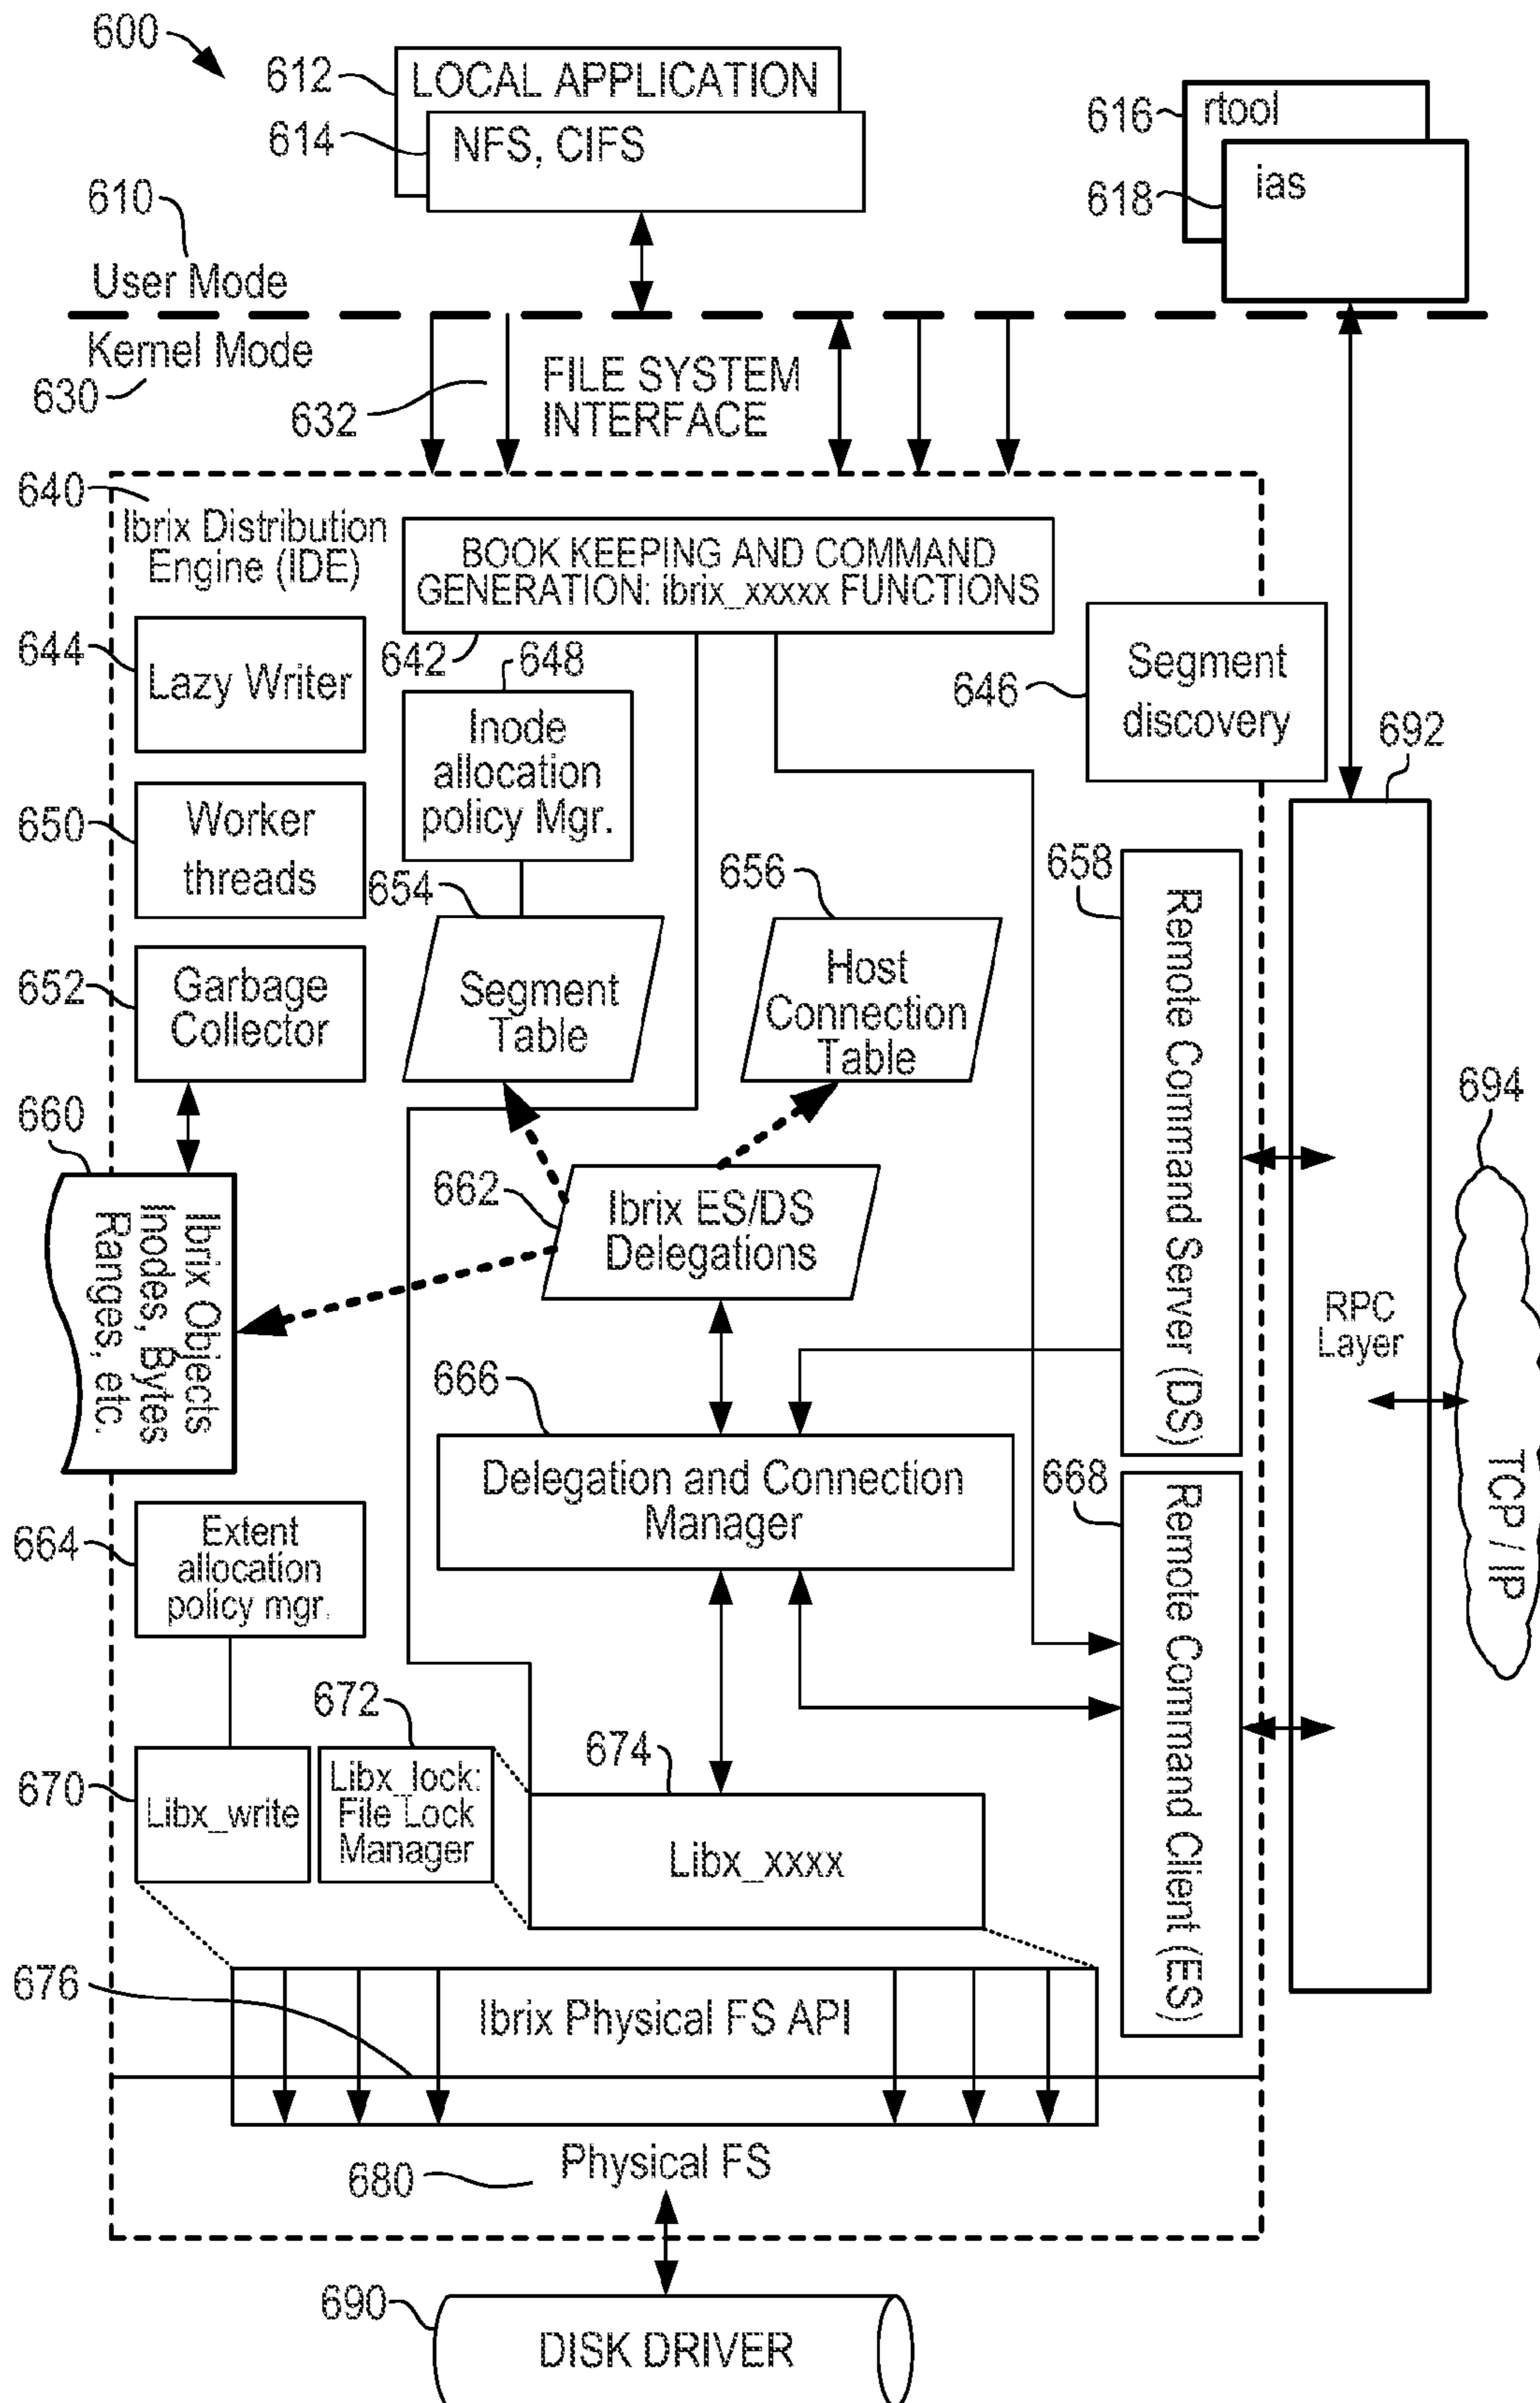 600
612
LOCAL APPLICATION
614
NFS, CIFS
616
rtool
618
ias
610
User Mode
Kernel Mode
630
632
FILE SYSTEM
INTERFACE
640
Ibrix Distribution
Engine (IDE)
BOOK KEEPING AND COMMAND
GENERATION: ibrix_xxxxx FUNCTIONS
642
644
Lazy Writer
648
Inode
allocation
policy Mgr.
646
Segment
discovery
692
650
Worker
threads
654
Segment
Table
656
Host
Connection
Table
658
Remote Command Server (DS)
652
Garbage
Collector
660
Ibrix Objects
Inodes, Bytes
Ranges, etc.
662
Ibrix ES/DS
Delegations
RPC
Layer
694
TCP / IP
666
Delegation and Connection
Manager
668
Remote Command Client (ES)
664
Extent
allocation
policy mgr.
670
Libx_write
672
Libx_lock:
File Lock
Manager
674
Libx_xxxx
676
Ibrix Physical FS API
680
Physical FS
690
DISK DRIVER